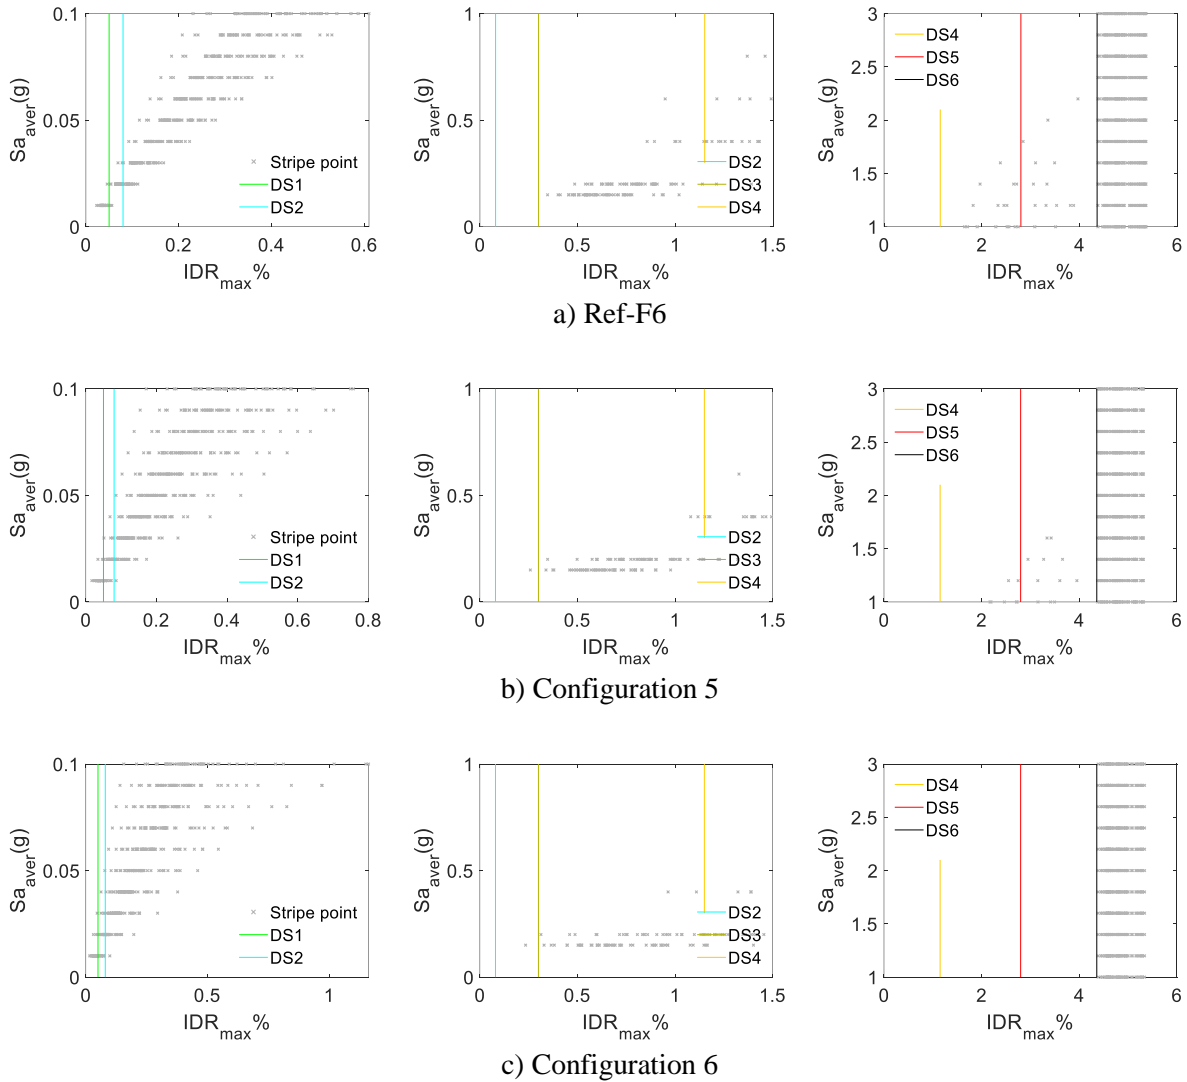 0.1
0.05
0
Sa_aver(g)
Stripe point
DS1
DS2
0 0.2 0.4 0.6
IDR_max%
1
0.5
0
Sa_aver(g)
DS2
DS3
DS4
0 0.5 1 1.5
IDR_max%
3
2.5
2
1.5
1
Sa_aver(g)
DS4
DS5
DS6
0 2 4 6
IDR_max%
a) Ref-F6
0.1
0.05
0
Sa_aver(g)
Stripe point
DS1
DS2
0 0.2 0.4 0.6 0.8
IDR_max%
1
0.5
0
Sa_aver(g)
DS2
DS3
DS4
0 0.5 1 1.5
IDR_max%
3
2.5
2
1.5
1
Sa_aver(g)
DS4
DS5
DS6
0 2 4 6
IDR_max%
b) Configuration 5
0.1
0.05
0
Sa_aver(g)
Stripe point
DS1
DS2
0 0.5 1
IDR_max%
1
0.5
0
Sa_aver(g)
DS2
DS3
DS4
0 0.5 1 1.5
IDR_max%
3
2.5
2
1.5
1
Sa_aver(g)
DS4
DS5
DS6
0 2 4 6
IDR_max%
c) Configuration 6